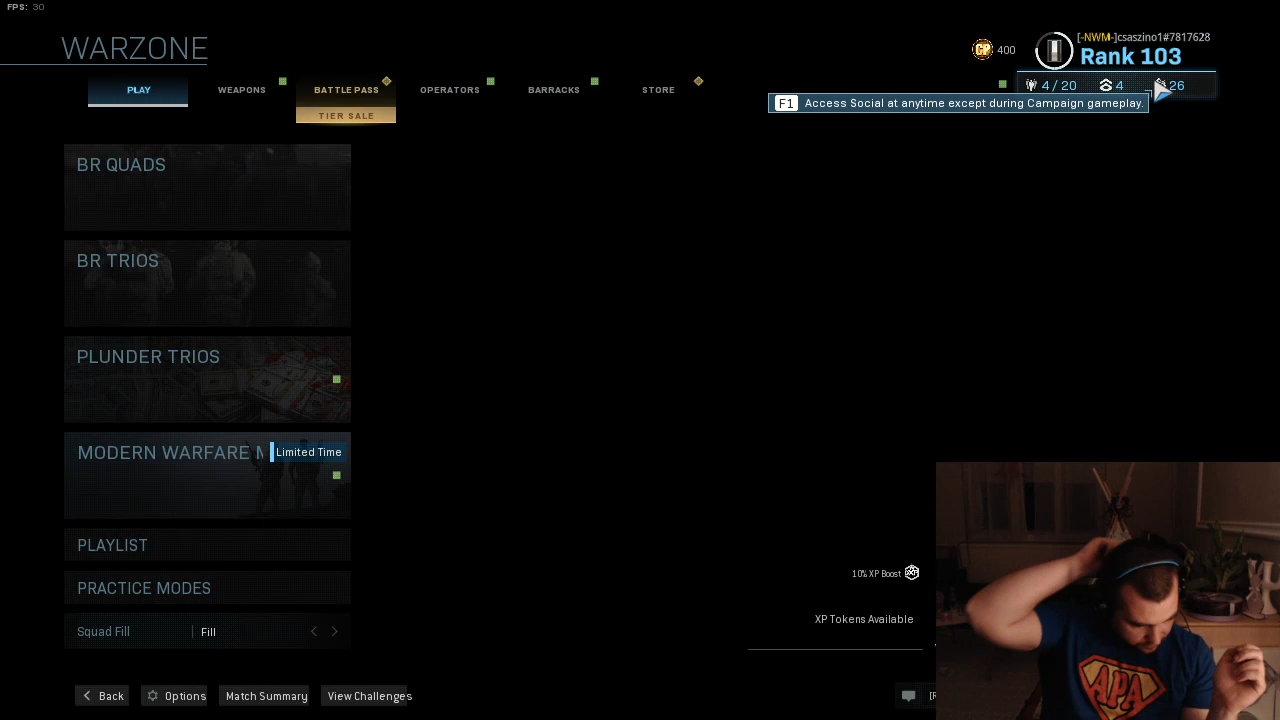 FPS: 30
WARZONE
400
[-NWM-]csaszino1#7817628
Rank 103
PLAY
WEAPONS
BATTLE PASS
OPERATORS
BARRACKS
STORE
4 / 20
4
26
F1 Access Social at anytime except during Campaign gameplay.
TIER SALE
BR QUADS
BR TRIOS
PLUNDER TRIOS
MODERN WARFARE
Limited Time
PLAYLIST
10% XP Boost
PRACTICE MODES
XP Tokens Available
Squad Fill
Fill
Back
Options
Match Summary
View Challenges
APA